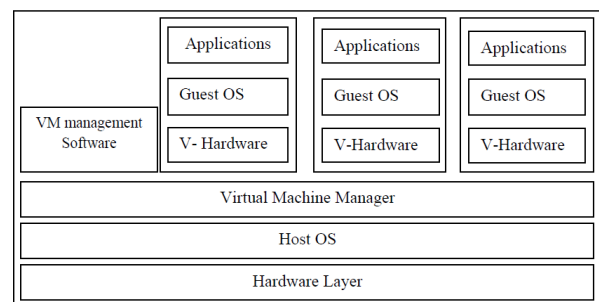 Applications
Guest OS
V- Hardware
Applications
Guest OS
V-Hardware
Applications
Guest OS
V-Hardware
VM management
Software
Virtual Machine Manager
Host OS
Hardware Layer